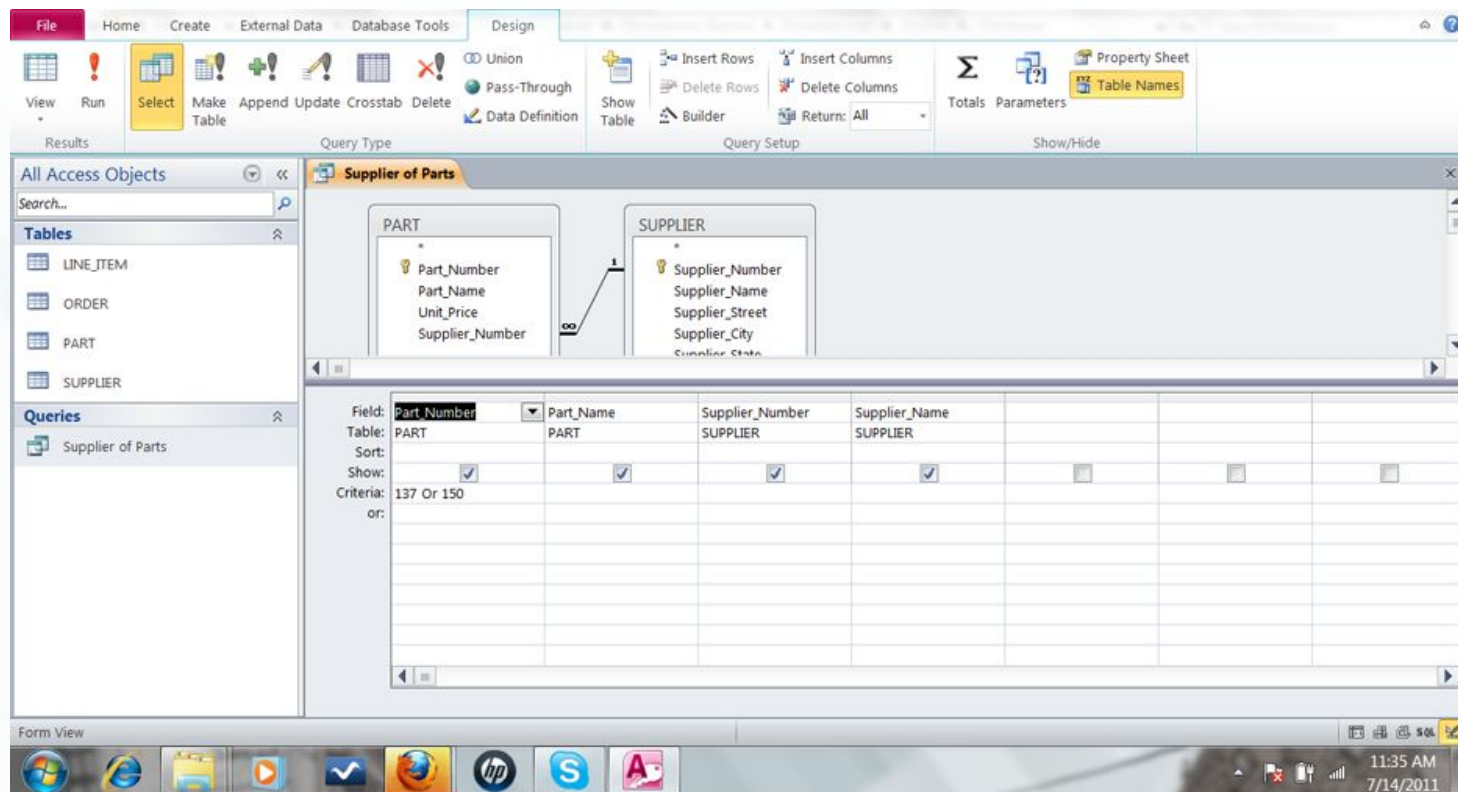 File Home Create External Data Database Tools Design
View Run Select Make Table Append Update Crosstab Delete
Union
Pass-Through
Data Definition
Show Table
Insert Rows
Delete Rows
Builder
Insert Columns
Delete Columns
Return: All
Totals Parameters
Property Sheet
Table Names
Results Query Type Query Setup Show/Hide
All Access Objects
Search...
Tables
LINE_ITEM
ORDER
PART
SUPPLIER
Queries
Supplier of Parts
Supplier of Parts
PART
*
Part_Number
Part_Name
Unit_Price
Supplier_Number
1
∞
SUPPLIER
*
Supplier_Number
Supplier_Name
Supplier_Street
Supplier_City
Supplier_State
Field: Part_Number Part_Name Supplier_Number Supplier_Name
Table: PART PART SUPPLIER SUPPLIER
Sort:
Show:
Criteria: 137 Or 150
or:
Form View
SQL
hp
S
A
11:35 AM
7/14/2011